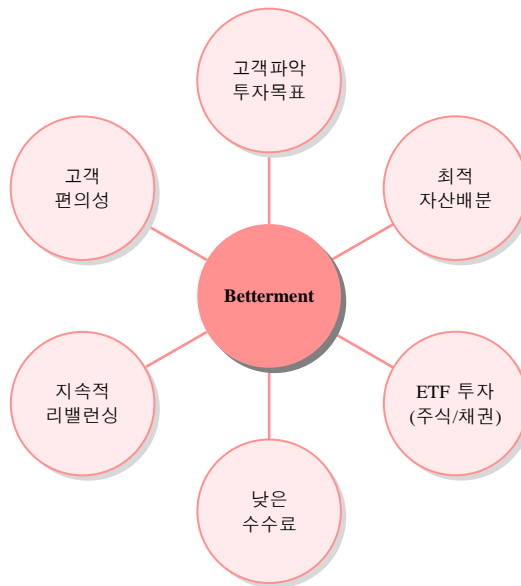 고객파악
투자목표
고객
편의성
최적
자산배분
Betterment
지속적
리밸런싱
ETF 투자
(주식/채권)
낮은
수수료